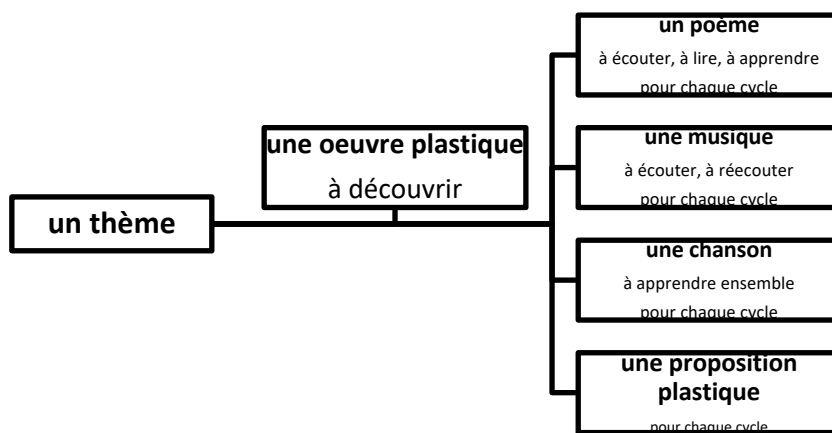 un thème
une oeuvre plastique
à découvrir
un poème
à écouter, à lire, à apprendre
pour chaque cycle
une musique
à écouter, à réecouter
pour chaque cycle
une chanson
à apprendre ensemble
pour chaque cycle
une proposition
plastique
pour chaque cycle